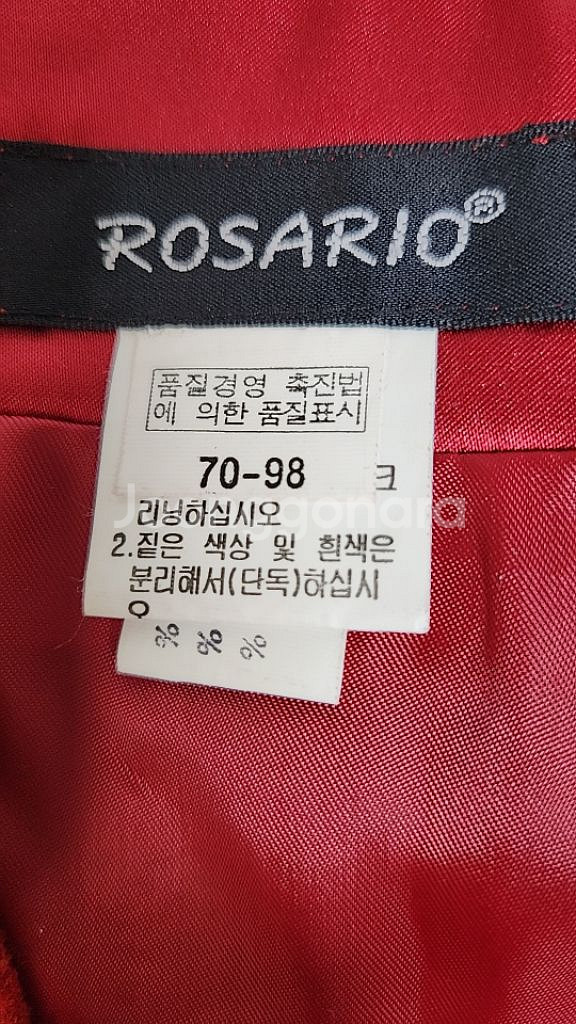 ROSARIO®
품질경영 촉진법
에 의한 품질표시
70-98 크
리닝하십시오
2.짙은 색상 및 흰색은
분리해서(단독)하십시
오
% % %
Joonggonara